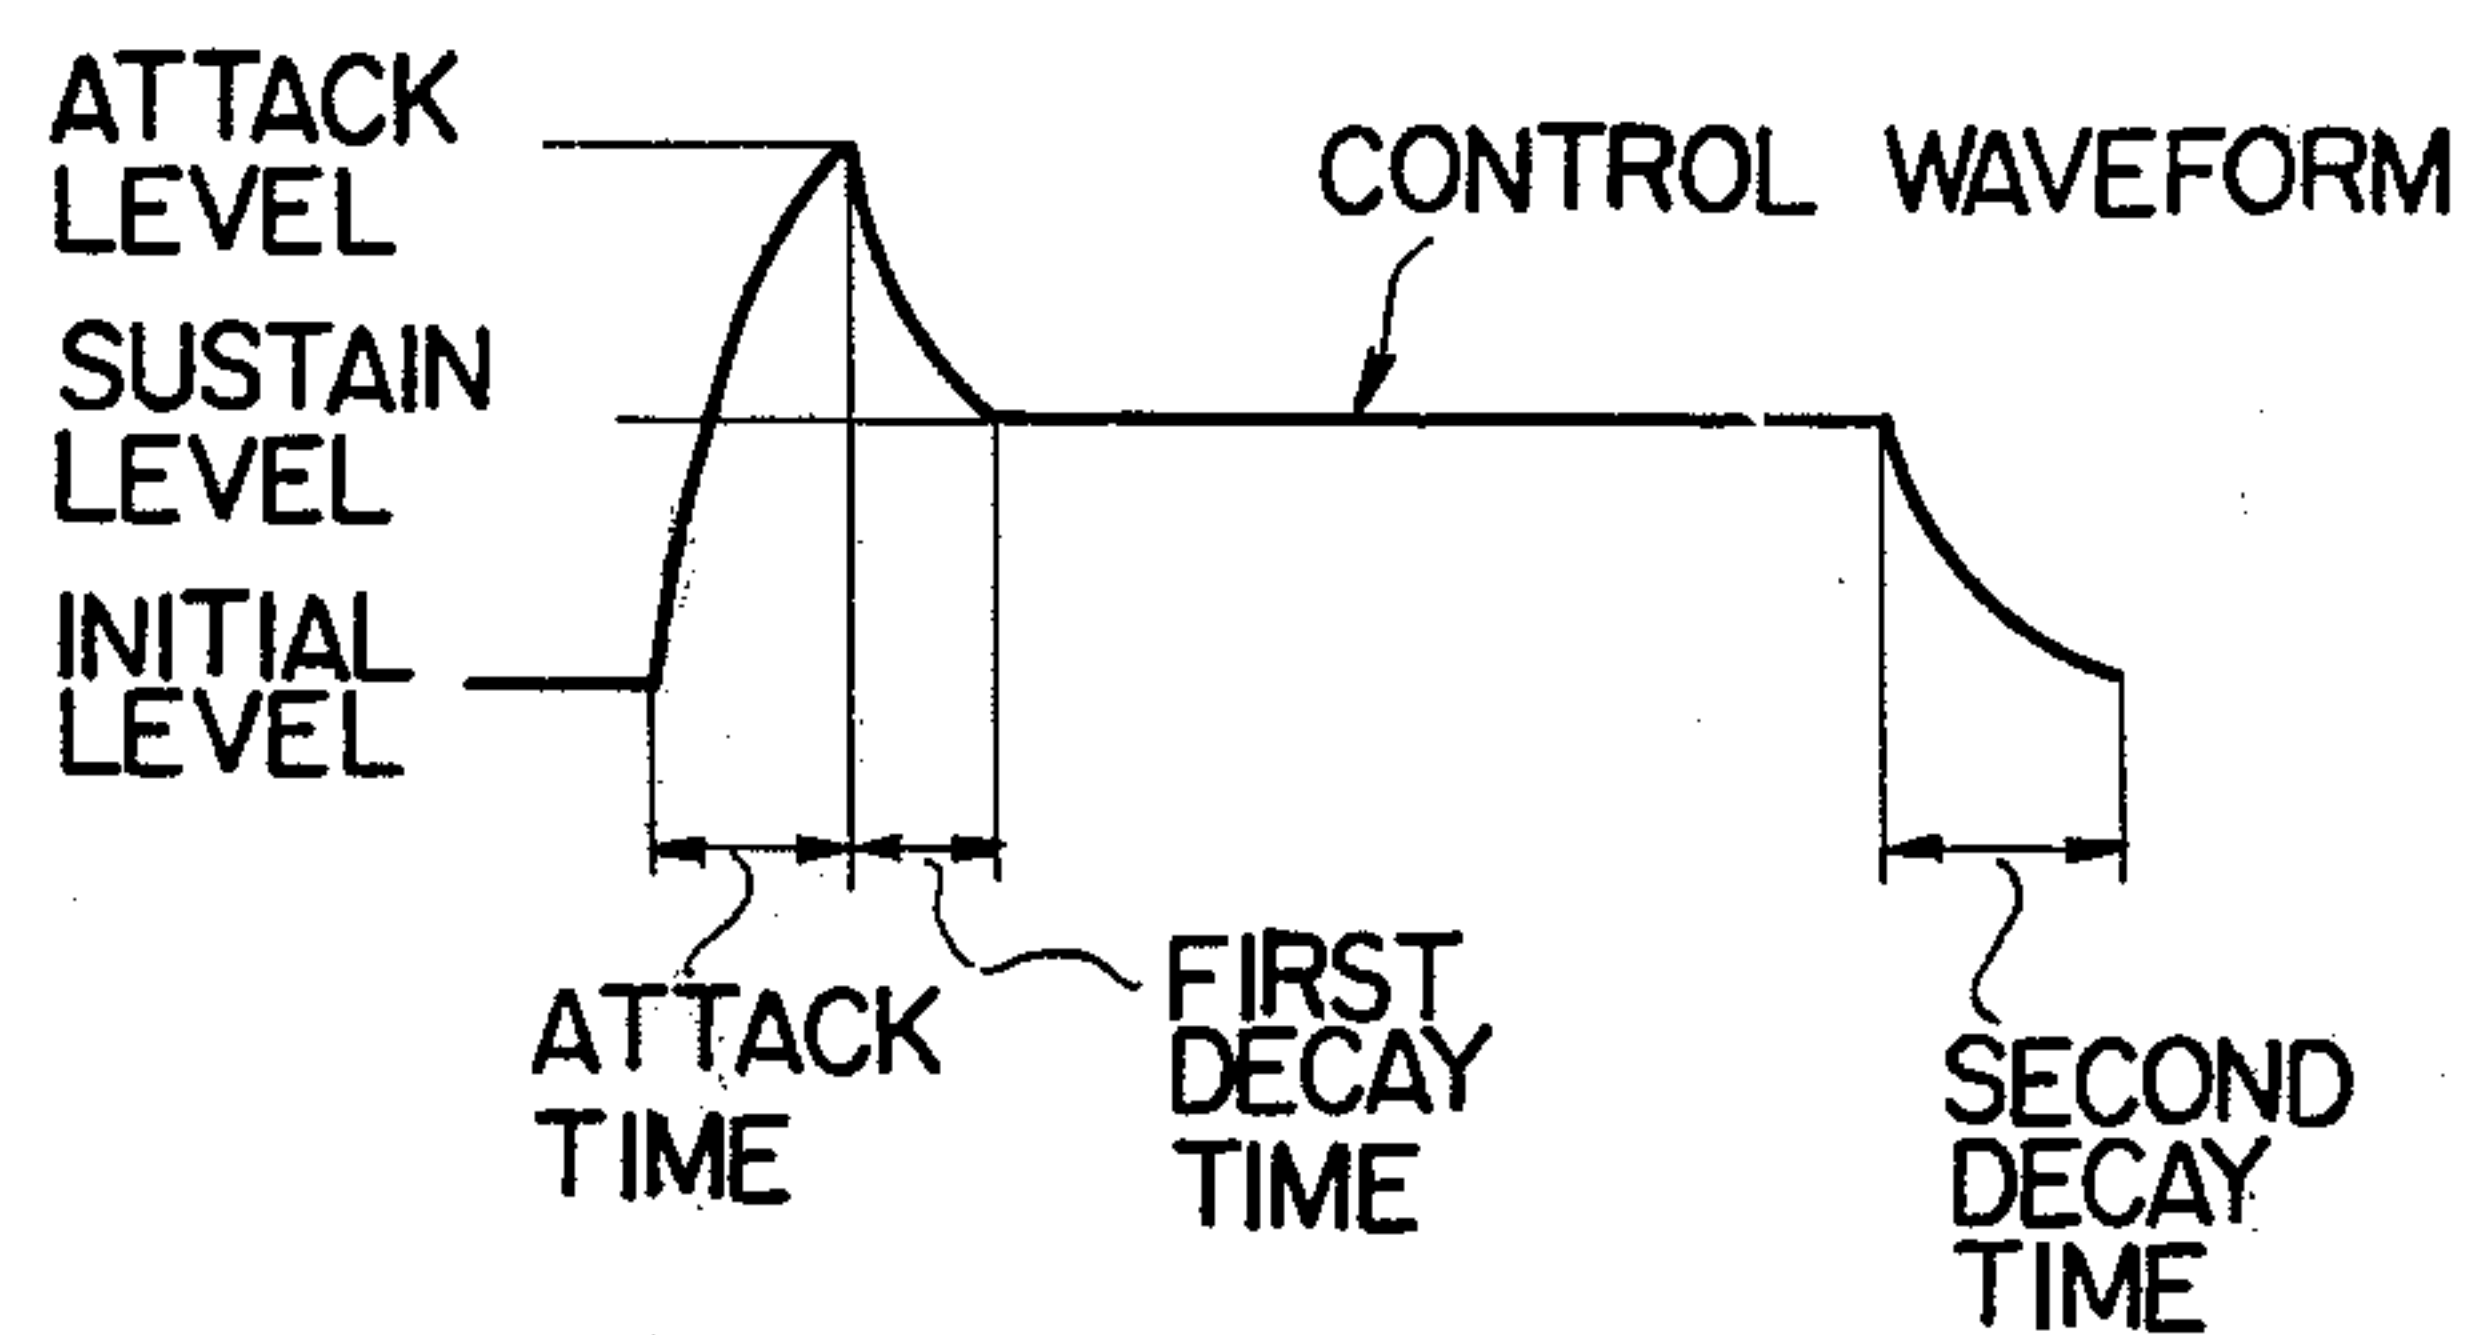 ATTACK
LEVEL
CONTROL WAVEFORM
SUSTAIN
LEVEL
INITIAL
LEVEL
ATTACK
TIME
FIRST
DECAY
TIME
SECOND
DECAY
TIME